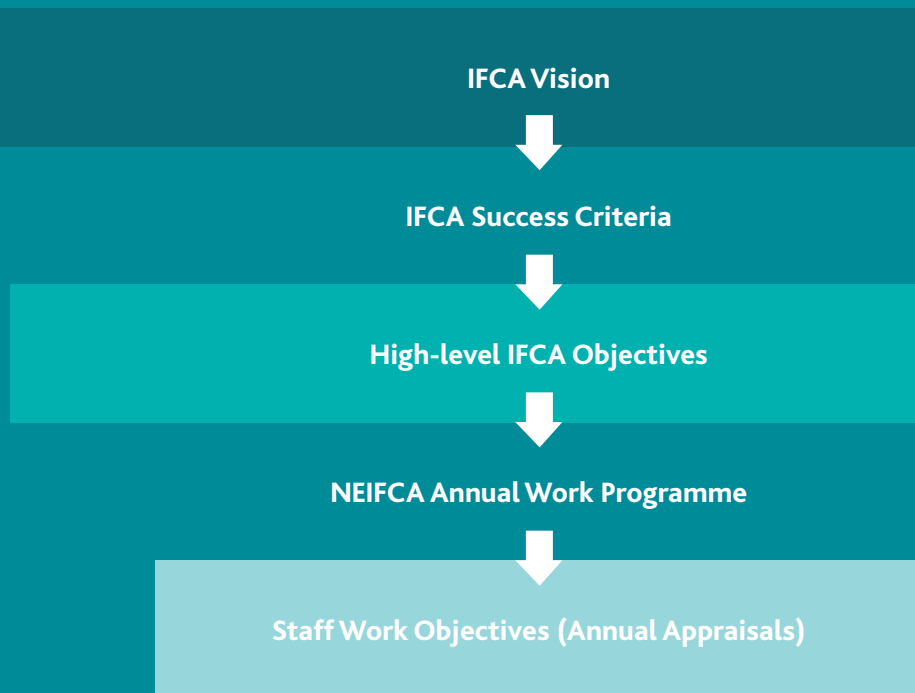 IFCA Vision
IFCA Success Criteria
High-level IFCA Objectives
NEIFCA Annual Work Programme
Staff Work Objectives (Annual Appraisals)